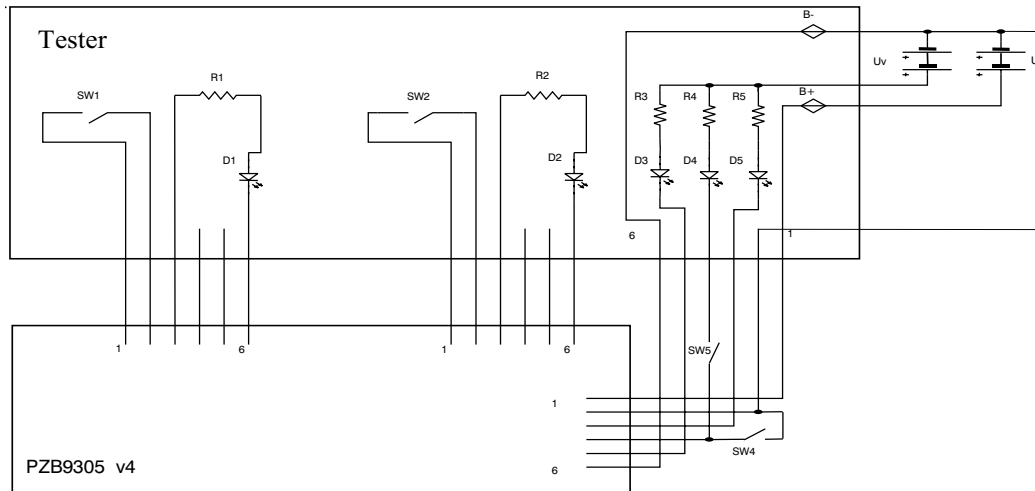 B-
Tester
Uv
U
R1
R2
SW1
SW2
R3
R4
R5
B+
D1
D2
D3
D4
D5
6
1
1
6
1
6
SW5
1
SW4
PZB9305 v4
6